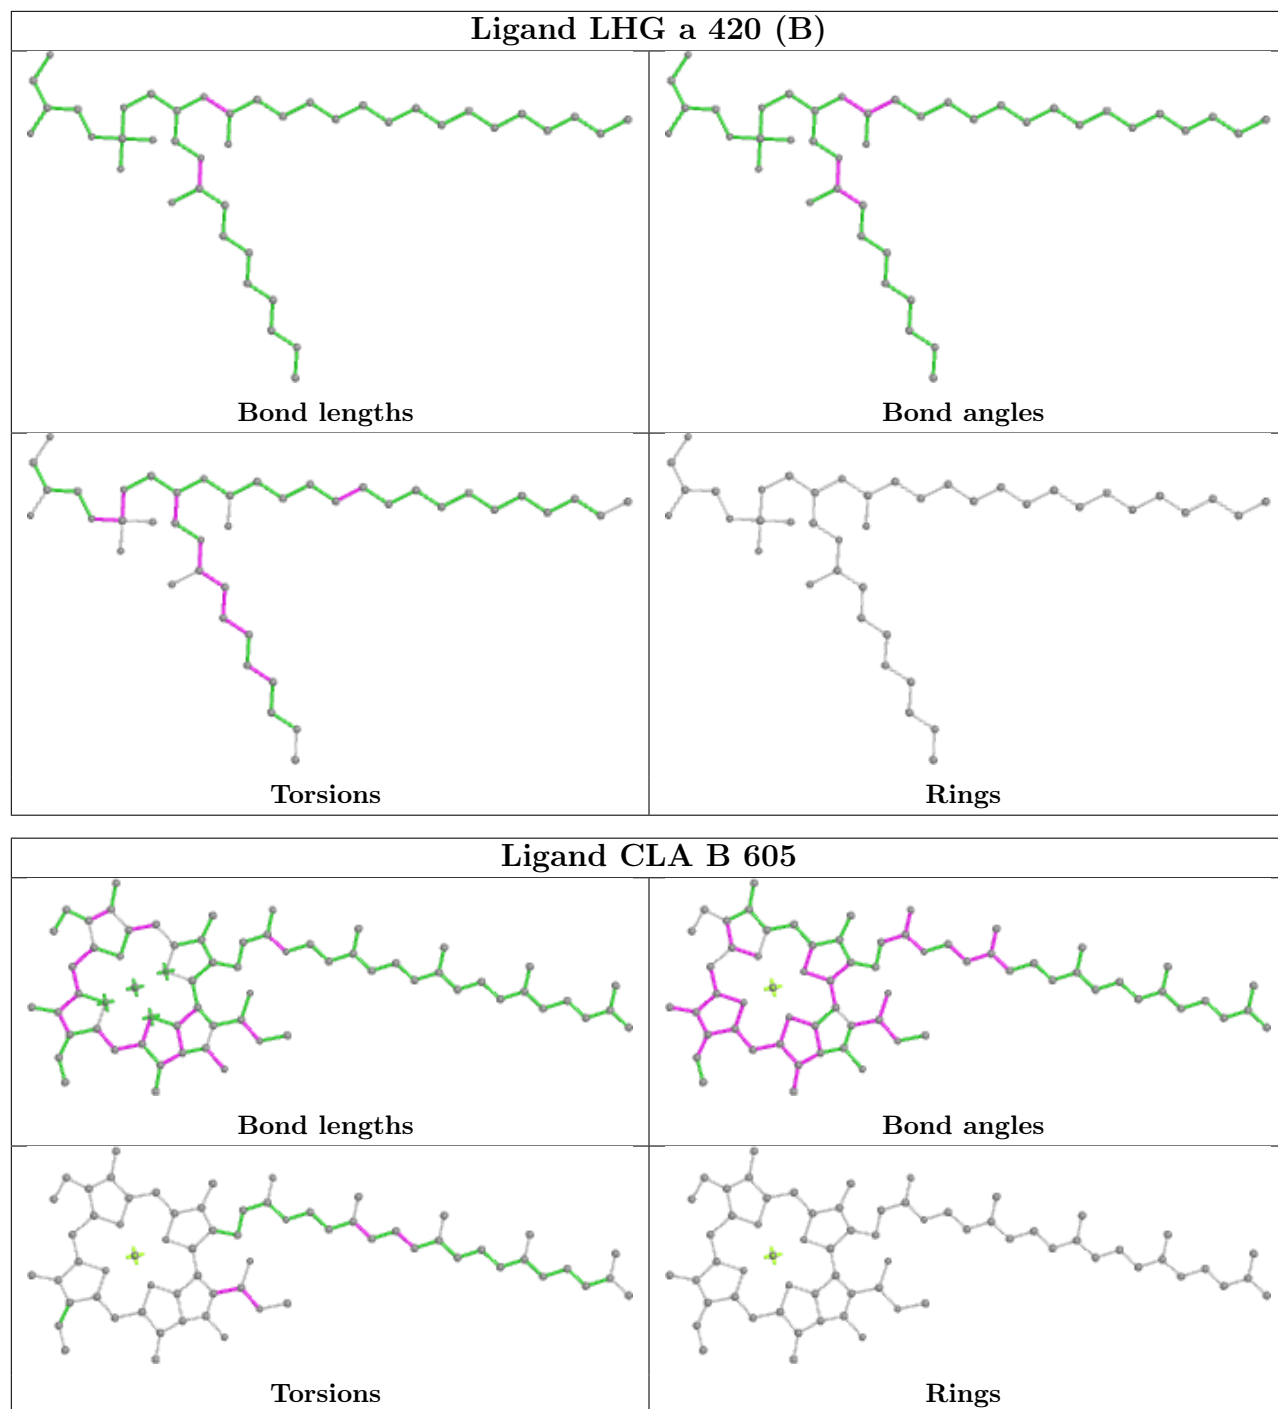 Ligand LHG a 420 (B)
Bond lengths
Bond angles
Torsions
Rings
Ligand CLA B 605
Bond lengths
Bond angles
Torsions
Rings